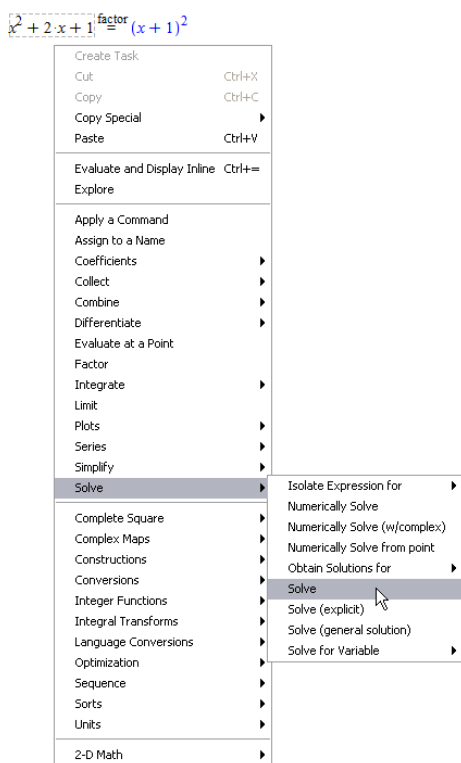 x² + 2·x + 1 factor = (x + 1)²
Create Task
Cut Ctrl+X
Copy Ctrl+C
Copy Special
Paste Ctrl+V
Evaluate and Display Inline Ctrl+=
Explore
Apply a Command
Assign to a Name
Coefficients
Collect
Combine
Differentiate
Evaluate at a Point
Factor
Integrate
Limit
Plots
Series
Simplify
Solve
Complete Square
Complex Maps
Constructions
Conversions
Integer Functions
Integral Transforms
Language Conversions
Optimization
Sequence
Sorts
Units
2-D Math
Isolate Expression for
Numerically Solve
Numerically Solve (w/complex)
Numerically Solve from point
Obtain Solutions for
Solve
Solve (explicit)
Solve (general solution)
Solve for Variable